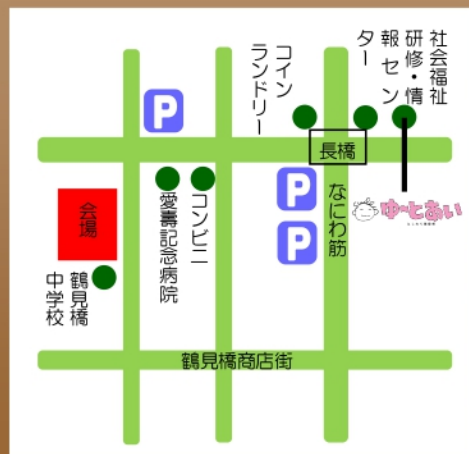 社会福祉
研修・情
報セン
ター
コイン
ランドリー
P
長橋
P
P
なにわ筋
ゆ〜とあい
コンビニ
愛壽記念病院
会場
鶴見橋
中学校
鶴見橋商店街